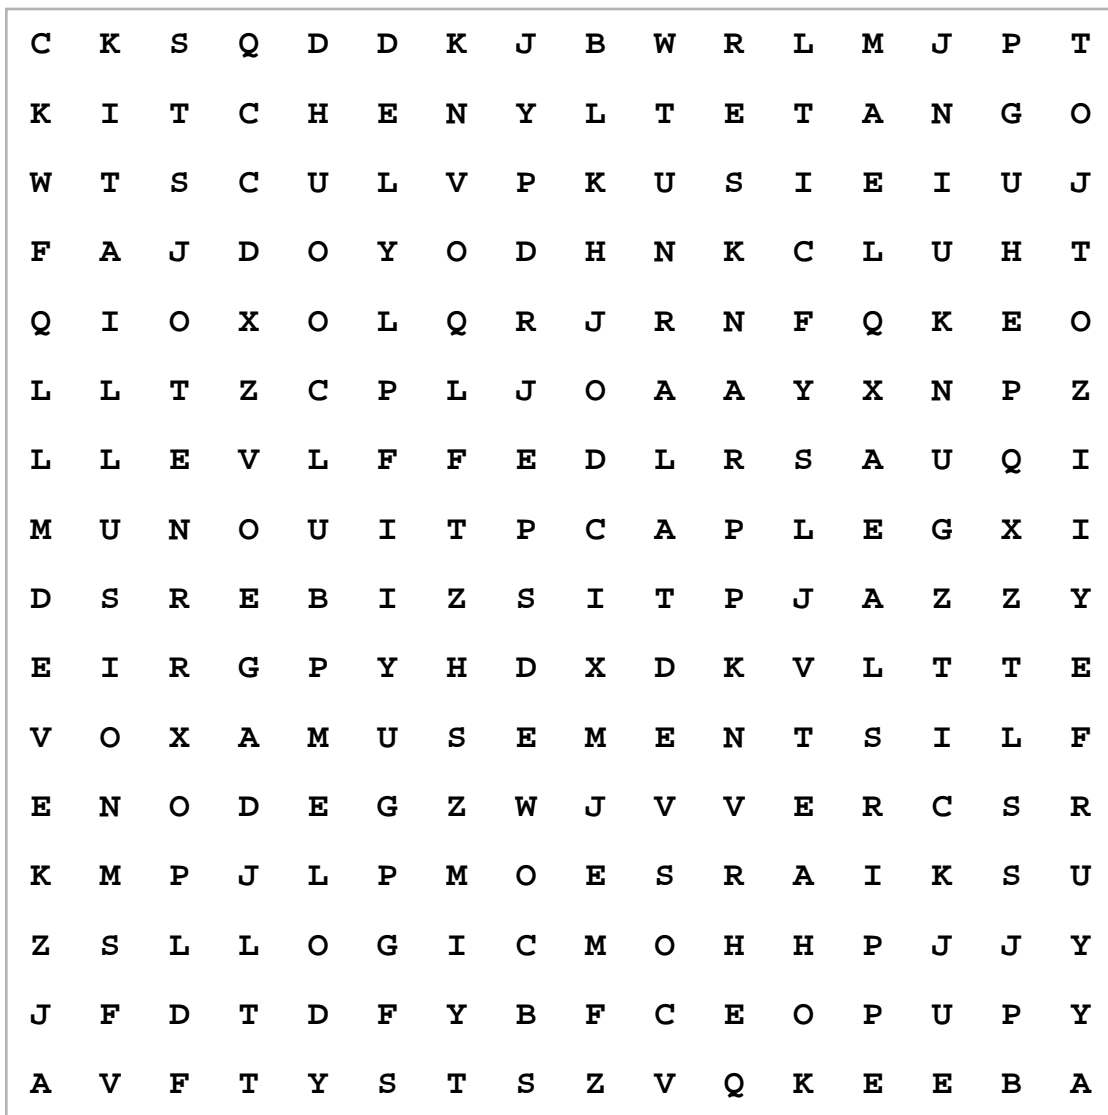 C K S Q D D K J B W R L M J P T
K I T C H E N Y L T E T A N G O
W T S C U L V P K U S I E I U J
F A J D O Y O D H N K C L U H T
Q I O X O L Q R J R N F Q K E O
L L T Z C P L J O A A Y X N P Z
L L E V L F F E D L R S A U Q I
M U N O U I T P C A P L E G X I
D S R E B I Z S I T P J A Z Z Y
E I R G P Y H D X D K V L T T E
V O X A M U S E M E N T S I L F
E N O D E G Z W J V V E R C S R
K M P J L P M O E S R A I K S U
Z S L L O G I C M O H H P J J Y
J F D T D F Y B F C E O P U P Y
A V F T Y S T S Z V Q K E E B A